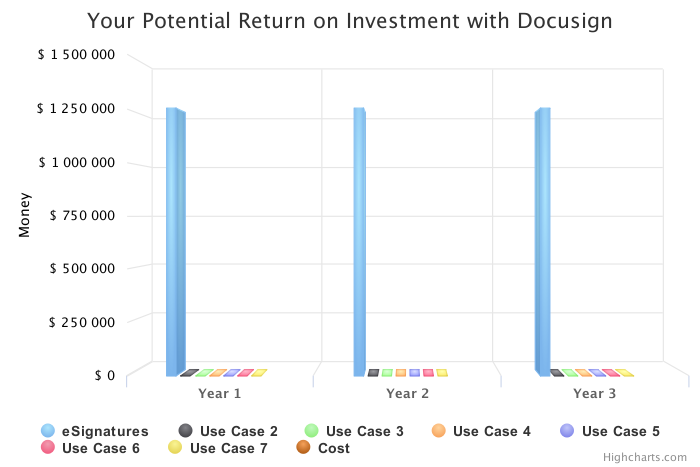 Your Potential Return on Investment with Docusign
$ 1 500 000
$ 1 250 000
$ 1 000 000
$ 750 000
$ 500 000
$ 250 000
$ 0
Money
Year 1
Year 2
Year 3
eSignatures
Use Case 2
Use Case 3
Use Case 4
Use Case 5
Use Case 6
Use Case 7
Cost
Highcharts.com